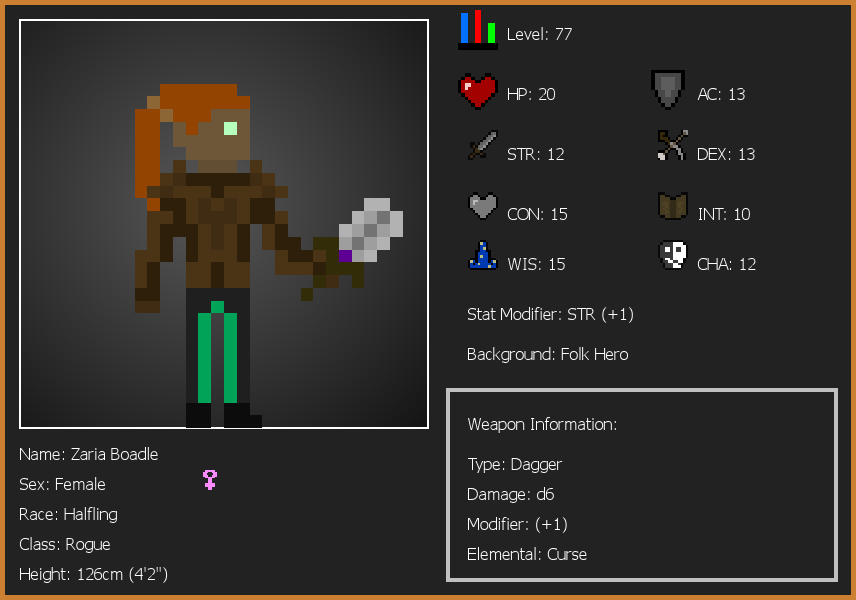 Level: 77
HP: 20
AC: 13
STR: 12
DEX: 13
CON: 15
INT: 10
WIS: 15
CHA: 12
Stat Modifier: STR (+1)
Background: Folk Hero
Weapon Information:
Type: Dagger
Damage: d6
Modifier: (+1)
Elemental: Curse
Name: Zaria Boadle
Sex: Female
Race: Halfling
Class: Rogue
Height: 126cm (4'2")